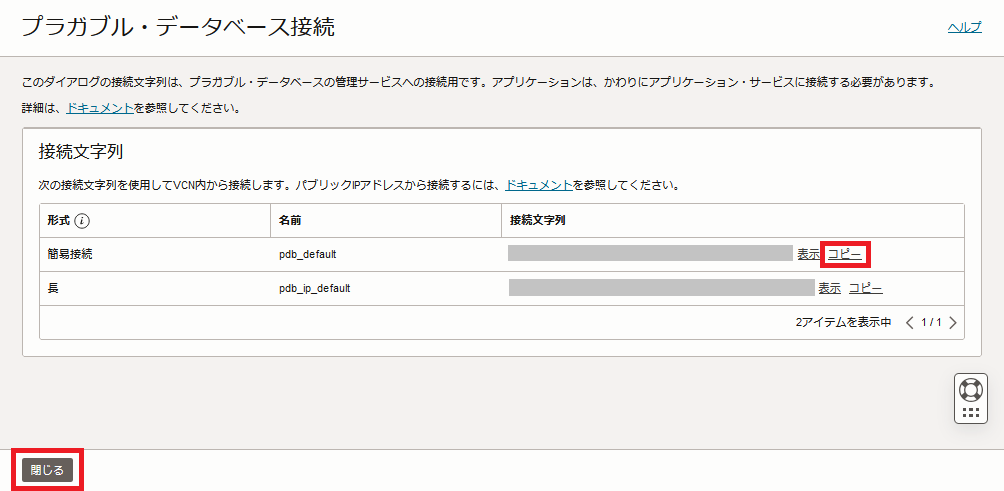 プラガブル・データベース接続
ヘルプ
このダイアログの接続文字列は、プラガブル・データベースの管理サービスへの接続用です。アプリケーションは、かわりにアプリケーション・サービスに接続する必要があります。
詳細は、ドキュメントを参照してください。
接続文字列
次の接続文字列を使用してVCN内から接続します。パブリックIPアドレスから接続するには、ドキュメントを参照してください。
形式 i 名前 接続文字列
簡易接続 pdb_default 表示 コピー
長 pdb_ip_default 表示 コピー
2アイテムを表示中 1 / 1
閉じる